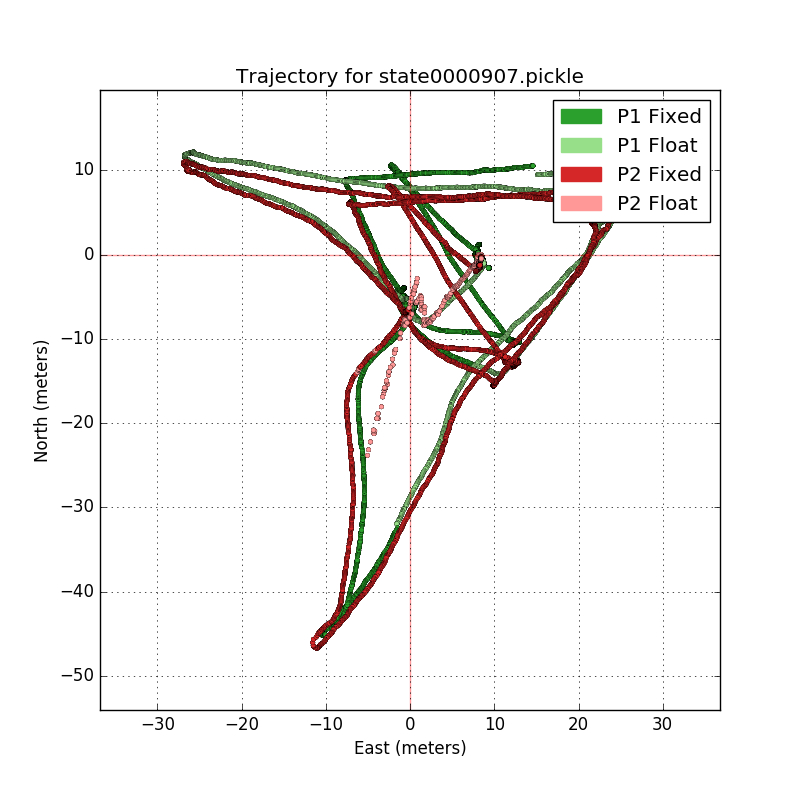 Trajectory for state0000907.pickle
P1 Fixed
P1 Float
P2 Fixed
P2 Float
10
0
−10
−20
−30
−40
−50
North (meters)
−30 −20 −10 0 10 20 30
East (meters)